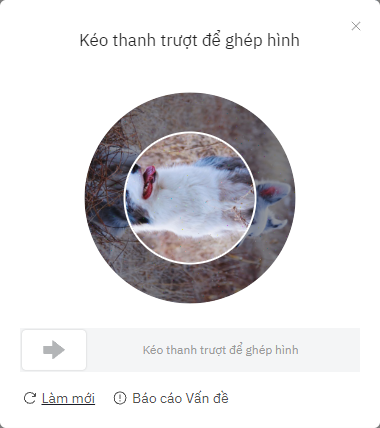 Kéo thanh trượt để ghép hình
Kéo thanh trượt để ghép hình
Làm mới Báo cáo Vấn đề